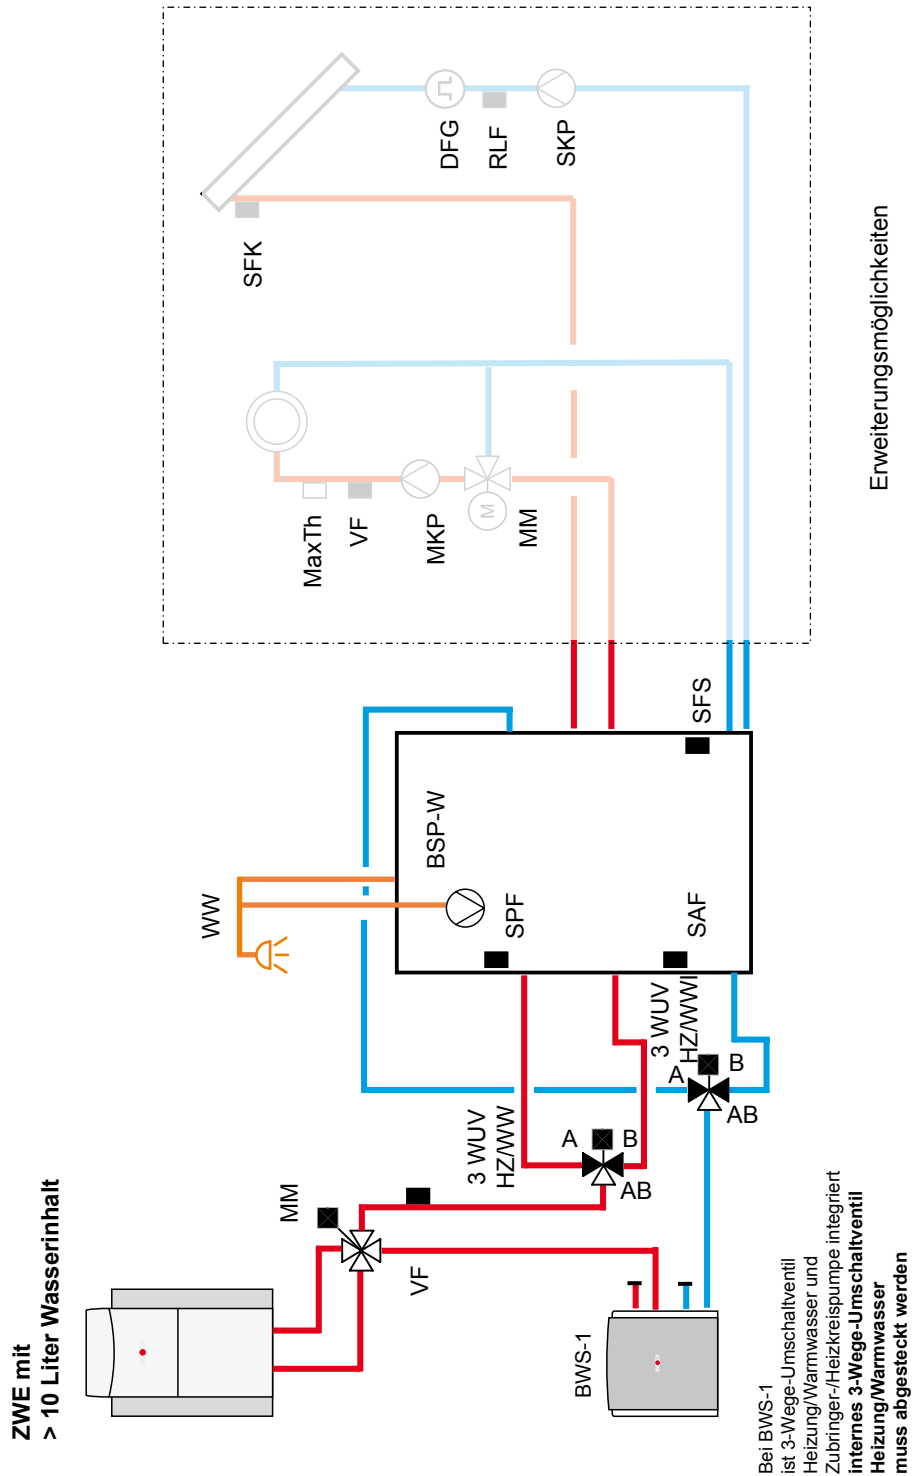 ZWE mit
> 10 Liter Wasserinhalt
MM
VF
BWS-1
Bei BWS-1
ist 3-Wege-Umschaltventil
Heizung/Warmwasser und
Zubringer-/Heizkreispumpe integriert
internes 3-Wege-Umschaltventil
Heizung/Warmwasser
muss abgesteckt werden
3 WUV
HZ/WW
A
B
AB
3 WUV
HZ/WWI
A
B
AB
WW
BSP-W
SPF
SAF
SFS
MaxTh
VF
MKP
MM
M
SFK
DFG
RLF
SKP
Erweiterungsmöglichkeiten